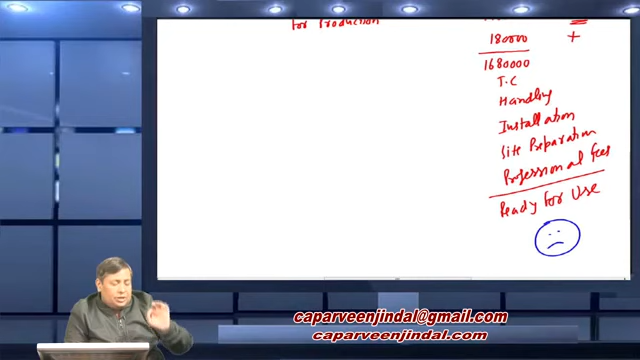 for Production
180000 +
1680000
T.C
Handling
Installation
Site Preparation
Professional Fees
Ready for Use
caparveenjindal@gmail.com
caparveenjindal.com